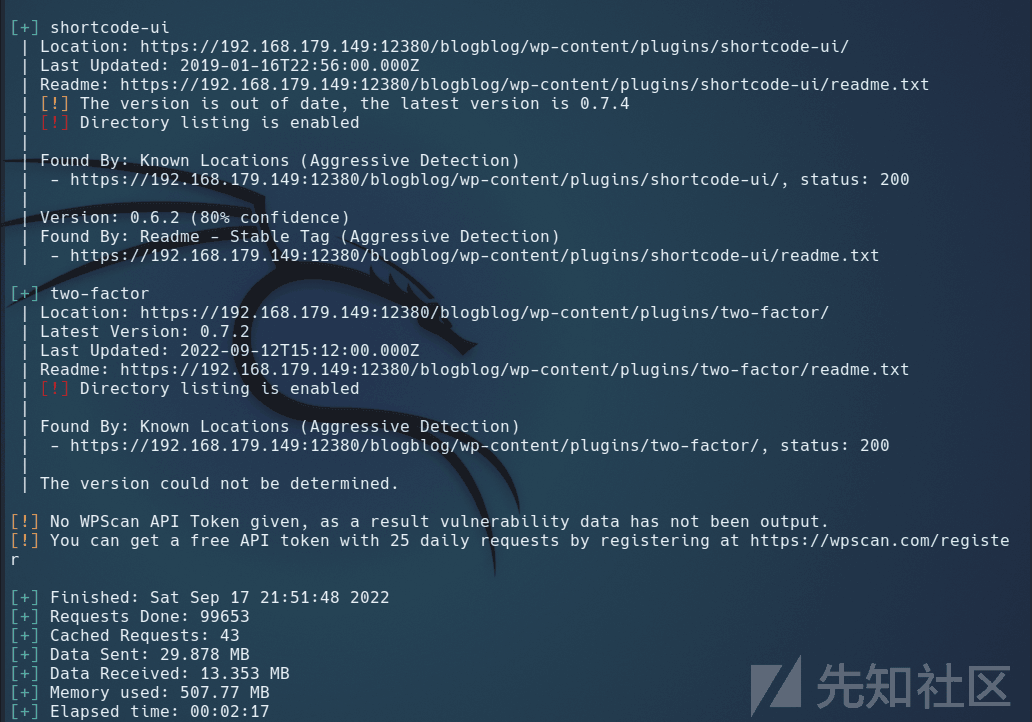 [+] shortcode-ui
| Location: https://192.168.179.149:12380/blogblog/wp-content/plugins/shortcode-ui/
| Last Updated: 2019-01-16T22:56:00.000Z
| Readme: https://192.168.179.149:12380/blogblog/wp-content/plugins/shortcode-ui/readme.txt
| [!] The version is out of date, the latest version is 0.7.4
| [!] Directory listing is enabled
|
| Found By: Known Locations (Aggressive Detection)
|  - https://192.168.179.149:12380/blogblog/wp-content/plugins/shortcode-ui/, status: 200
|
| Version: 0.6.2 (80% confidence)
| Found By: Readme - Stable Tag (Aggressive Detection)
|  - https://192.168.179.149:12380/blogblog/wp-content/plugins/shortcode-ui/readme.txt
[+] two-factor
| Location: https://192.168.179.149:12380/blogblog/wp-content/plugins/two-factor/
| Latest Version: 0.7.2
| Last Updated: 2022-09-12T15:12:00.000Z
| Readme: https://192.168.179.149:12380/blogblog/wp-content/plugins/two-factor/readme.txt
| [!] Directory listing is enabled
|
| Found By: Known Locations (Aggressive Detection)
|  - https://192.168.179.149:12380/blogblog/wp-content/plugins/two-factor/, status: 200
|
| The version could not be determined.
[!] No WPScan API Token given, as a result vulnerability data has not been output.
[!] You can get a free API token with 25 daily requests by registering at https://wpscan.com/registe
r
[+] Finished: Sat Sep 17 21:51:48 2022
[+] Requests Done: 99653
[+] Cached Requests: 43
[+] Data Sent: 29.878 MB
[+] Data Received: 13.353 MB
[+] Memory used: 507.77 MB
[+] Elapsed time: 00:02:17
先知社区